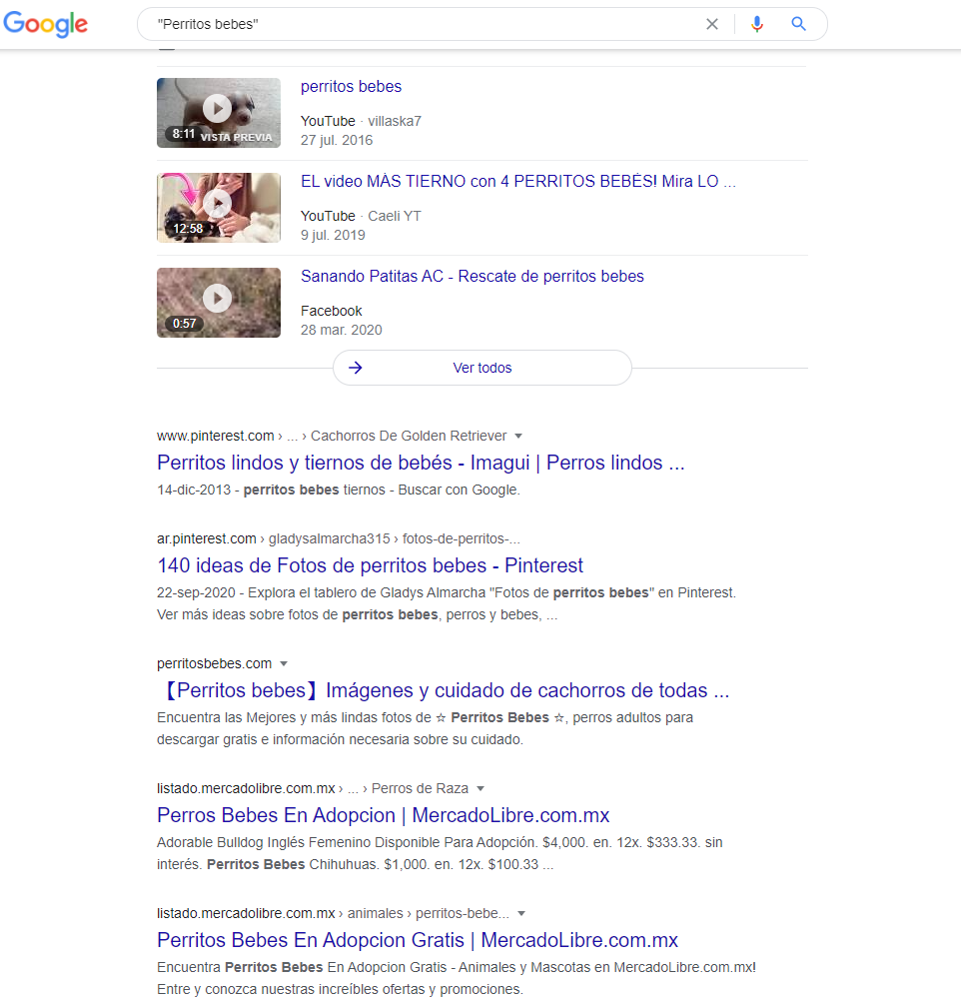 Google
"Perritos bebes"
perritos bebes
8:11 VISTA PREVIA
YouTube · villaska7
27 jul. 2016
EL video MÁS TIERNO con 4 PERRITOS BEBÉS! Mira LO ...
12:58
YouTube · Caeli YT
9 jul. 2019
Sanando Patitas AC - Rescate de perritos bebes
0:57
Facebook
28 mar. 2020
Ver todos
www.pinterest.com › ... › Cachorros De Golden Retriever
Perritos lindos y tiernos de bebés - Imagui | Perros lindos ...
14-dic-2013 - perritos bebes tiernos - Buscar con Google.
ar.pinterest.com › gladysalmarcha315 › fotos-de-perritos-...
140 ideas de Fotos de perritos bebes - Pinterest
22-sep-2020 - Explora el tablero de Gladys Almarcha "Fotos de perritos bebes" en Pinterest.
Ver más ideas sobre fotos de perritos bebes, perros y bebes, ...
perritosbebes.com
【Perritos bebes】Imágenes y cuidado de cachorros de todas ...
Encuentra las Mejores y más lindas fotos de ☆ Perritos Bebes ☆, perros adultos para
descargar gratis e información necesaria sobre su cuidado.
listado.mercadolibre.com.mx › ... › Perros de Raza
Perros Bebes En Adopcion | MercadoLibre.com.mx
Adorable Bulldog Inglés Femenino Disponible Para Adopción. $4,000. en. 12x. $333.33. sin
interés. Perritos Bebes Chihuhuas. $1,000. en. 12x. $100.33 ...
listado.mercadolibre.com.mx › animales › perritos-bebe...
Perritos Bebes En Adopcion Gratis | MercadoLibre.com.mx
Encuentra Perritos Bebes En Adopcion Gratis - Animales y Mascotas en MercadoLibre.com.mx!
Entre y conozca nuestras increíbles ofertas y promociones.